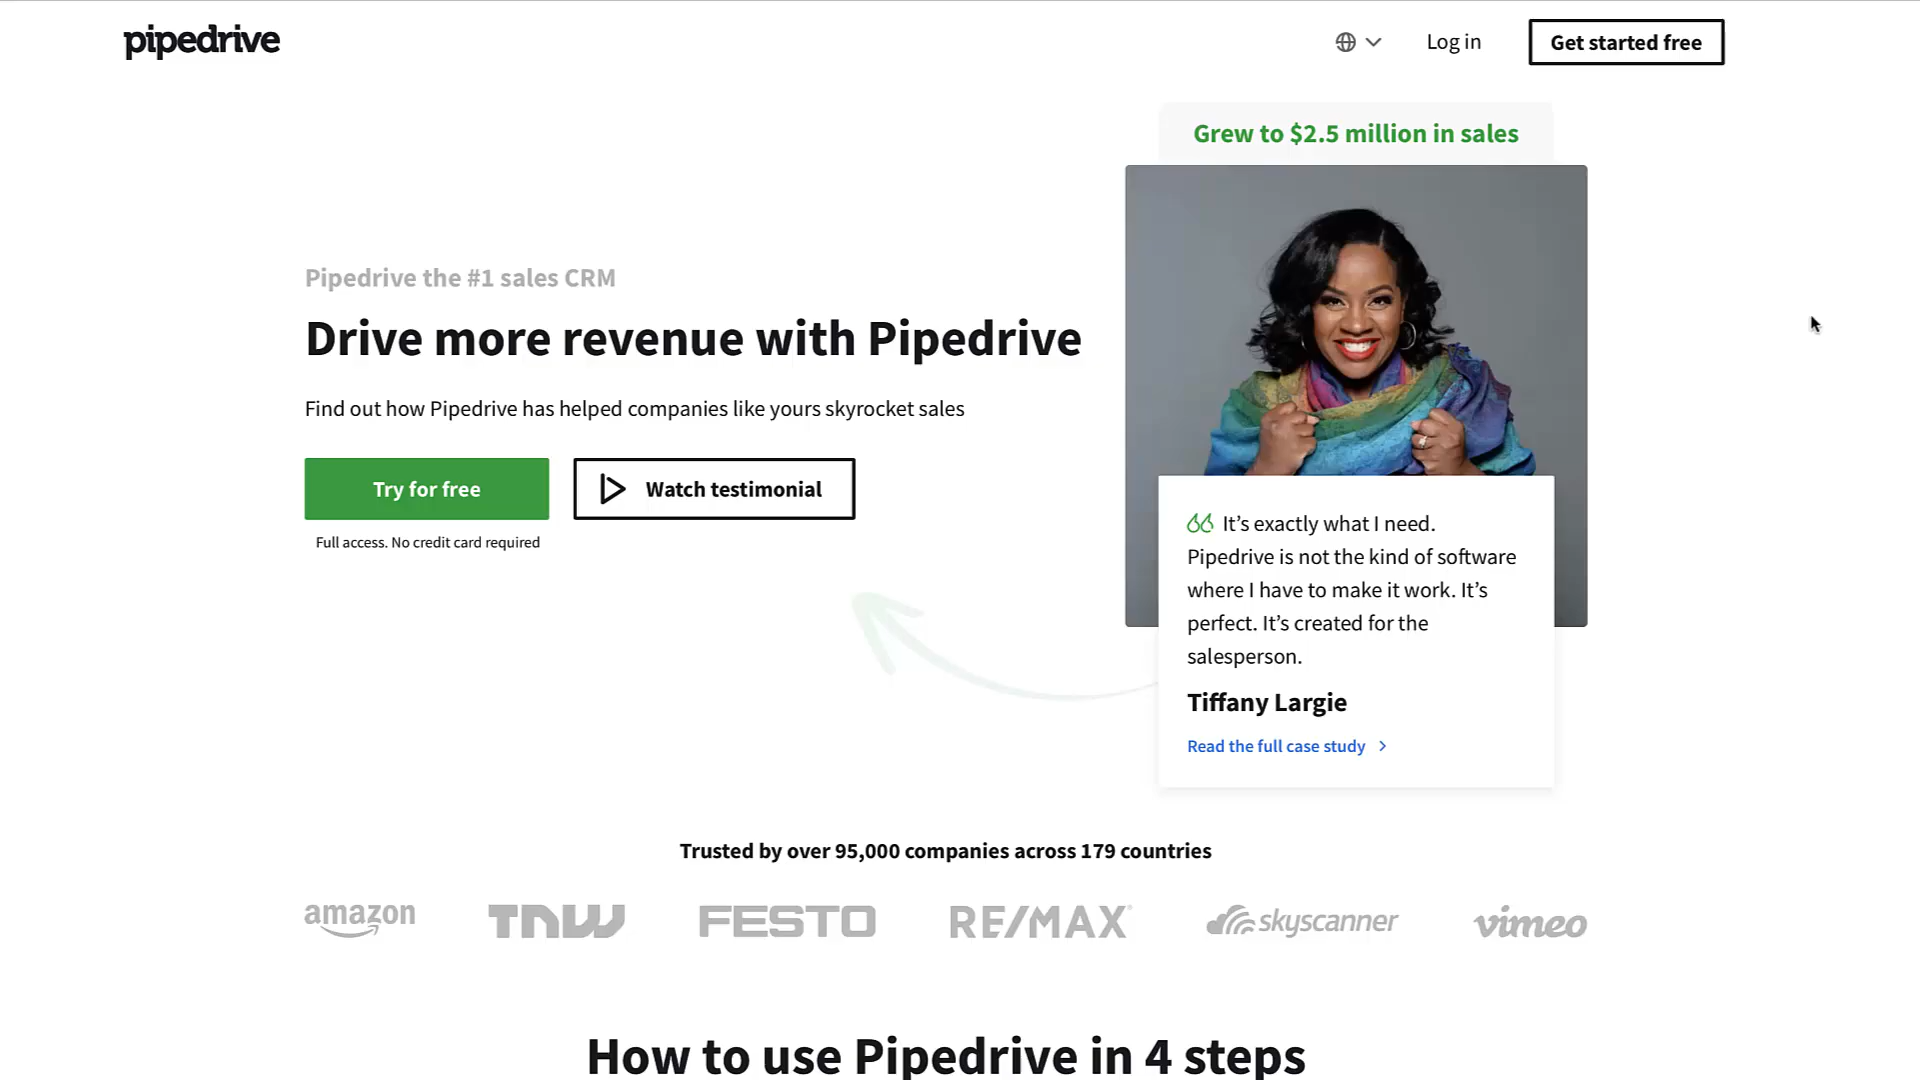 pipedrive
Log in
Get started free
Grew to $2.5 million in sales
Pipedrive the #1 sales CRM
Drive more revenue with Pipedrive
Find out how Pipedrive has helped companies like yours skyrocket sales
Try for free
Watch testimonial
Full access. No credit card required
It’s exactly what I need.
Pipedrive is not the kind of software
where I have to make it work. It’s
perfect. It’s created for the
salesperson.
Tiffany Largie
Read the full case study
Trusted by over 95,000 companies across 179 countries
amazon
TNW
FESTO
RE/MAX
skyscanner
vimeo
How to use Pipedrive in 4 steps